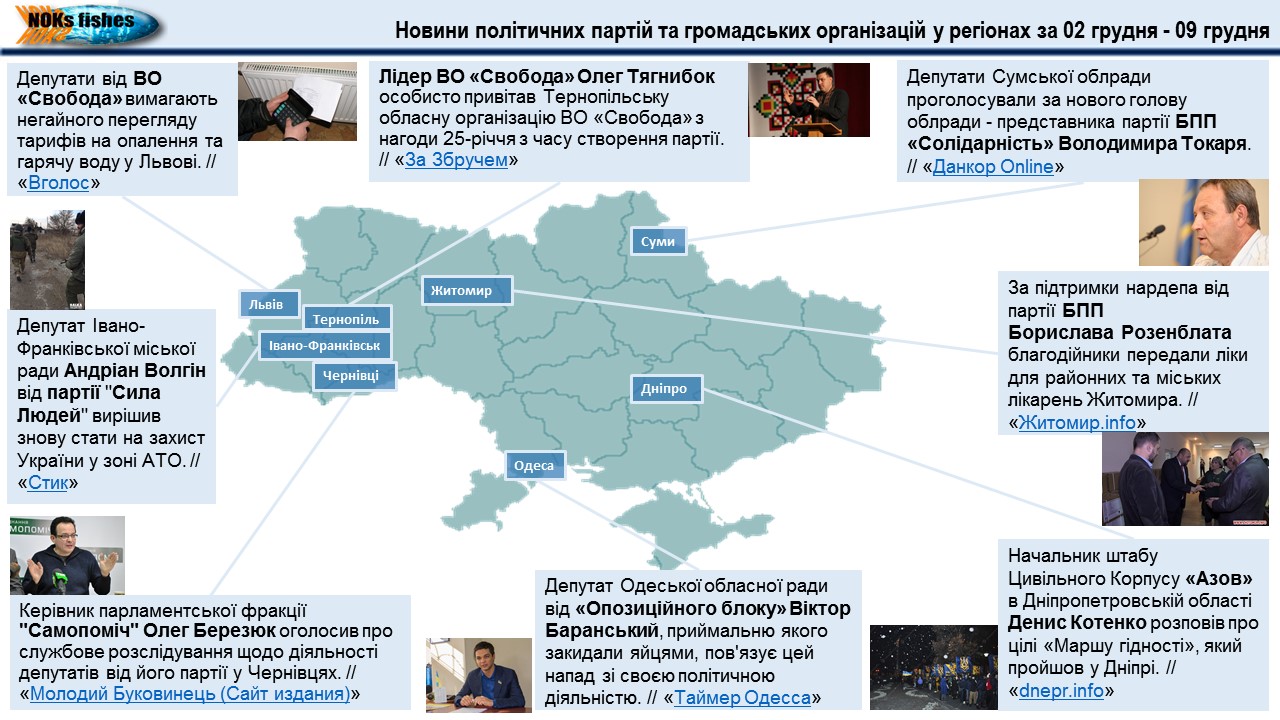 NOKs fishes
Новини політичних партій та громадських організацій у регіонах за 02 грудня - 09 грудня
Депутати від ВО
«Свобода» вимагають
негайного перегляду
тарифів на опалення та
гарячу воду у Львові. //
«Вголос»
Лідер ВО «Свобода» Олег Тягнибок
особисто привітав Тернопільську
обласну організацію ВО «Свобода» з
нагоди 25-річчя з часу створення партії.
// «За Збручем»
Депутати Сумської облради
проголосували за нового голову
облради - представника партії БПП
«Солідарність» Володимира Токаря.
// «Данкор Online»
Суми
Житомир
Львів
Тернопіль
Івано-Франківськ
Чернівці
Дніпро
Одеса
За підтримки нардепа від
партії БПП
Борислава Розенблата
благодійники передали ліки
для районних та міських
лікарень Житомира. //
«Житомир.info»
Депутат Івано-
Франківської міської
ради Андріан Волгін
від партії "Сила
Людей" вирішив
знову стати на захист
України у зоні АТО. //
«Стик»
Керівник парламентської фракції
"Самопоміч" Олег Березюк оголосив про
службове розслідування щодо діяльності
депутатів від його партії у Чернівцях. //
«Молодий Буковинець (Сайт издания)»
Депутат Одеської обласної ради
від «Опозиційного блоку» Віктор
Баранський, приймальню якого
закидали яйцями, пов'язує цей
напад зі своєю політичною
діяльністю. // «Таймер Одесса»
Начальник штабу
Цивільного Корпусу «Азов»
в Дніпропетровській області
Денис Котенко розповів про
цілі «Маршу гідності», який
пройшов у Дніпрі. //
«dnepr.info»